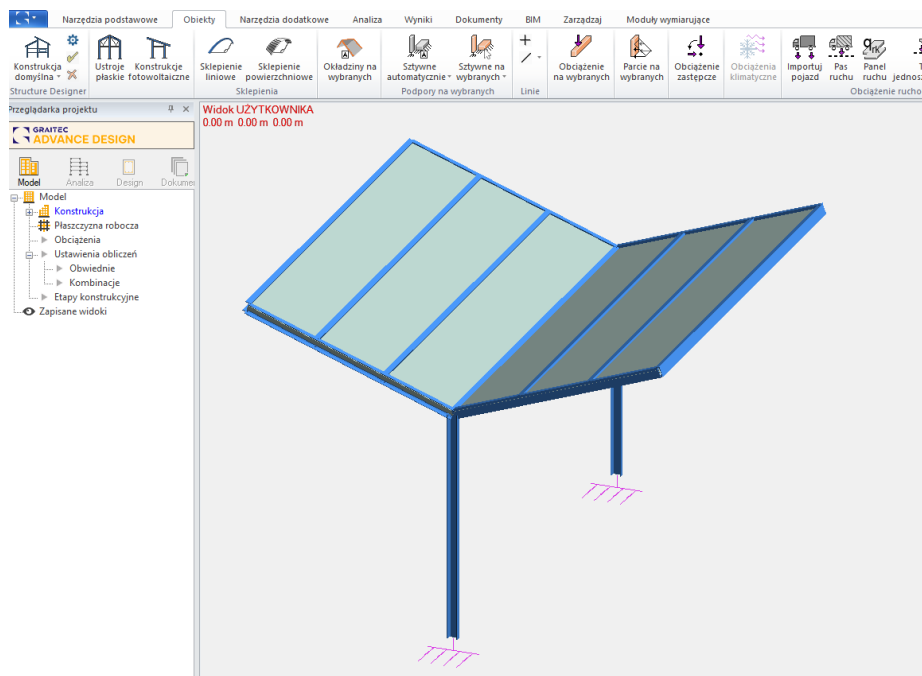 Narzędzia podstawowe Obiekty Narzędzia dodatkowe Analiza Wyniki Dokumenty BIM Zarządzaj Moduły wymiarujące
Konstrukcja domyślna
Ustroje płaskie
Konstrukcje fotowoltaiczne
Sklepienie liniowe
Sklepienie powierzchniowe
Okładziny na wybranych
Sztywne automatycznie
Sztywne na wybranych
Obciążenie na wybranych
Parcie na wybranych
Obciążenie zastępcze
Obciążenia klimatyczne
Importuj pojazd
Pas ruchu
Panel ruchu
Structure Designer Sklepienia Podpory na wybranych Linie Obciążenie rucho
Przeglądarka projektu
GRAITEC
ADVANCE DESIGN
Model Analiza Design Dokume
Model
Konstrukcja
Płaszczyzna robocza
Obciążenia
Ustawienia obliczeń
Obwiednie
Kombinacje
Etapy konstrukcyjne
Zapisane widoki
Widok UŻYTKOWNIKA
0.00 m 0.00 m 0.00 m